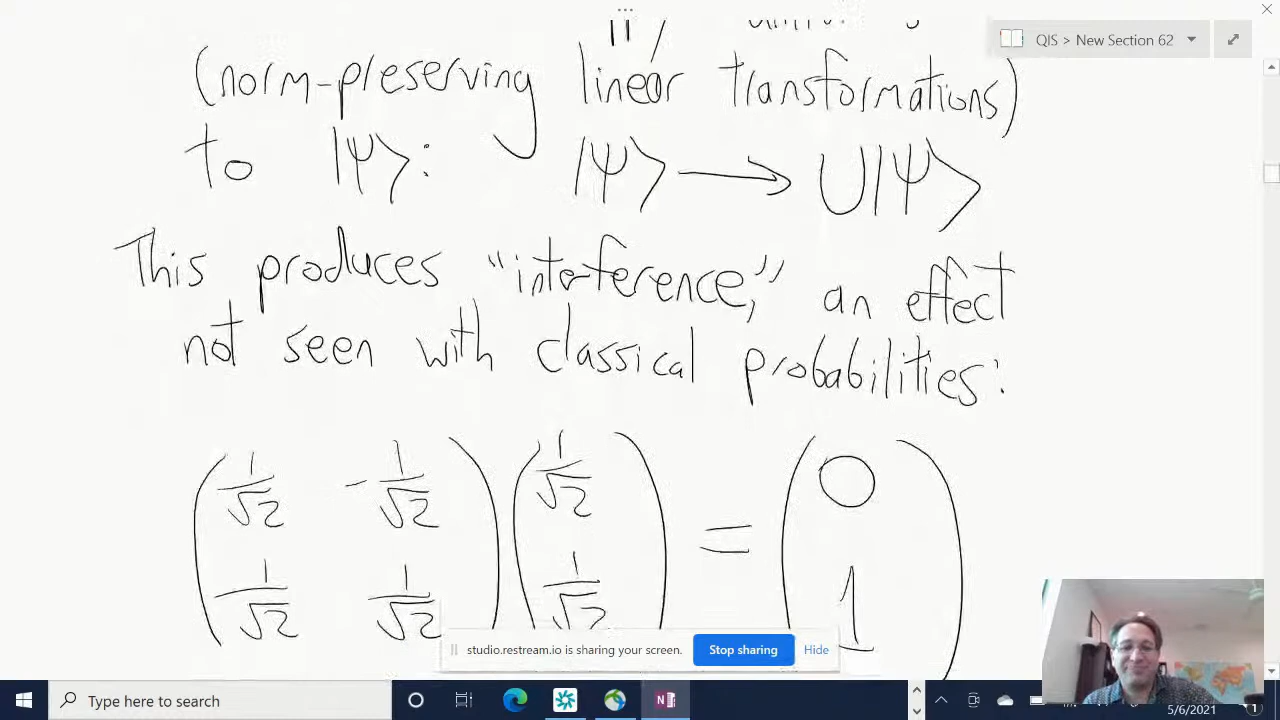 QIS > New Section 62
(norm-preserving linear transformations)
to |Ψ⟩: |Ψ⟩ → U|Ψ⟩
This produces "interference," an effect
not seen with classical probabilities:
(1/√2 -1/√2) (1/√2) = (0)
(1/√2 1/√2) (1/√2) (1)
studio.restream.io is sharing your screen. Stop sharing Hide
Type here to search
5/6/2021